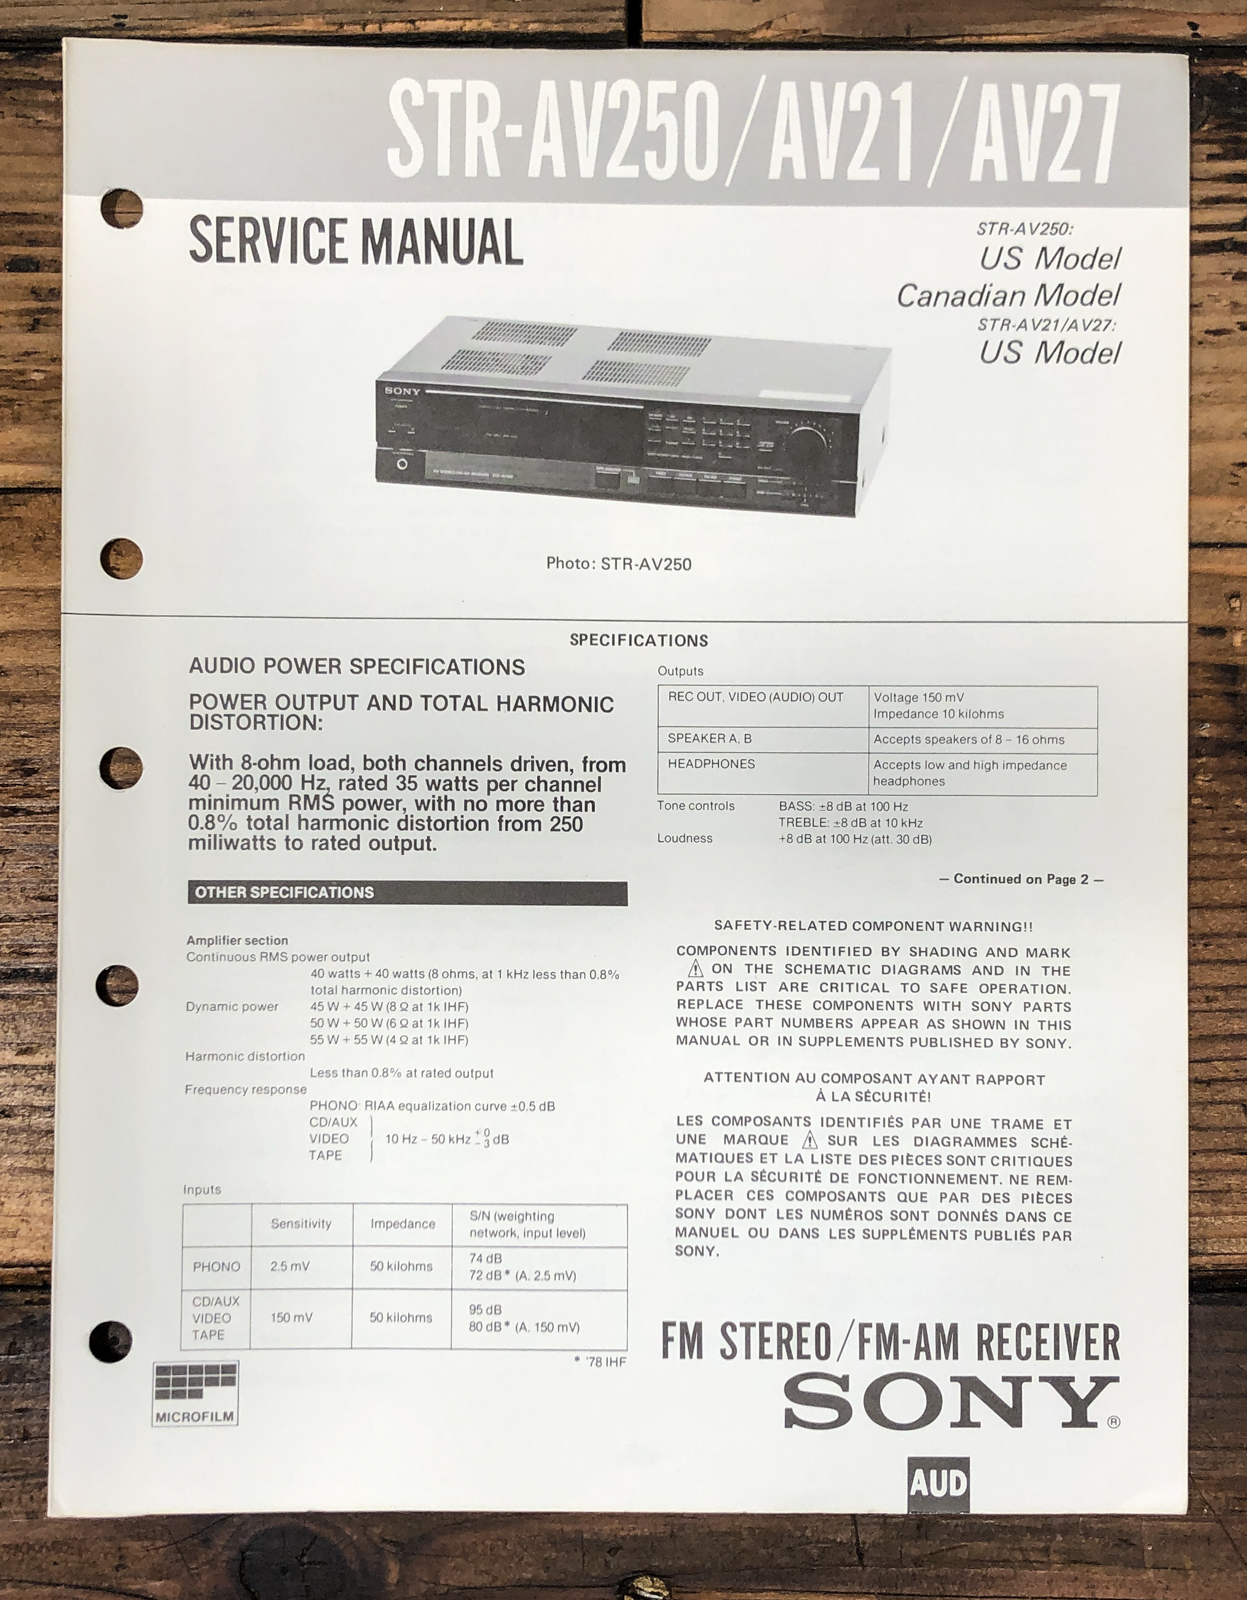 STR-AV250/AV21/AV27
SERVICE MANUAL
STR-AV250:
US Model
Canadian Model
STR-AV21/AV27:
US Model
SONY
Photo: STR-AV250
SPECIFICATIONS
AUDIO POWER SPECIFICATIONS
POWER OUTPUT AND TOTAL HARMONIC
DISTORTION:
With 8-ohm load, both channels driven, from
40 – 20,000 Hz, rated 35 watts per channel
minimum RMS power, with no more than
0.8% total harmonic distortion from 250
miliwatts to rated output.
OTHER SPECIFICATIONS
Amplifier section
Continuous RMS power output
40 watts + 40 watts (8 ohms, at 1 kHz less than 0.8%
total harmonic distortion)
Dynamic power 45 W + 45 W (8 Ω at 1k IHF)
50 W + 50 W (6 Ω at 1k IHF)
55 W + 55 W (4 Ω at 1k IHF)
Harmonic distortion
Less than 0.8% at rated output
Frequency response
PHONO: RIAA equalization curve ±0.5 dB
CD/AUX
VIDEO 10 Hz – 50 kHz +0 −3 dB
TAPE
Inputs
Sensitivity Impedance S/N (weighting
network, input level)
PHONO 2.5 mV 50 kilohms 74 dB
72 dB* (A. 2.5 mV)
CD/AUX
VIDEO
TAPE
150 mV 50 kilohms 95 dB
80 dB* (A. 150 mV)
* '78 IHF
MICROFILM
Outputs
REC OUT, VIDEO (AUDIO) OUT Voltage 150 mV
Impedance 10 kilohms
SPEAKER A, B Accepts speakers of 8 – 16 ohms
HEADPHONES Accepts low and high impedance
headphones
Tone controls BASS: ±8 dB at 100 Hz
TREBLE: ±8 dB at 10 kHz
Loudness +8 dB at 100 Hz (att. 30 dB)
— Continued on Page 2 —
SAFETY-RELATED COMPONENT WARNING!!
COMPONENTS IDENTIFIED BY SHADING AND MARK
⚠ ON THE SCHEMATIC DIAGRAMS AND IN THE
PARTS LIST ARE CRITICAL TO SAFE OPERATION.
REPLACE THESE COMPONENTS WITH SONY PARTS
WHOSE PART NUMBERS APPEAR AS SHOWN IN THIS
MANUAL OR IN SUPPLEMENTS PUBLISHED BY SONY.
ATTENTION AU COMPOSANT AYANT RAPPORT
À LA SÉCURITÉ!
LES COMPOSANTS IDENTIFIÉS PAR UNE TRAME ET
UNE MARQUE ⚠ SUR LES DIAGRAMMES SCHÉ-
MATIQUES ET LA LISTE DES PIÈCES SONT CRITIQUES
POUR LA SÉCURITÉ DE FONCTIONNEMENT. NE REM-
PLACER CES COMPOSANTS QUE PAR DES PIÈCES
SONY DONT LES NUMÉROS SONT DONNÉS DANS CE
MANUEL OU DANS LES SUPPLÉMENTS PUBLIÉS PAR
SONY.
FM STEREO/FM-AM RECEIVER
SONY®
AUD